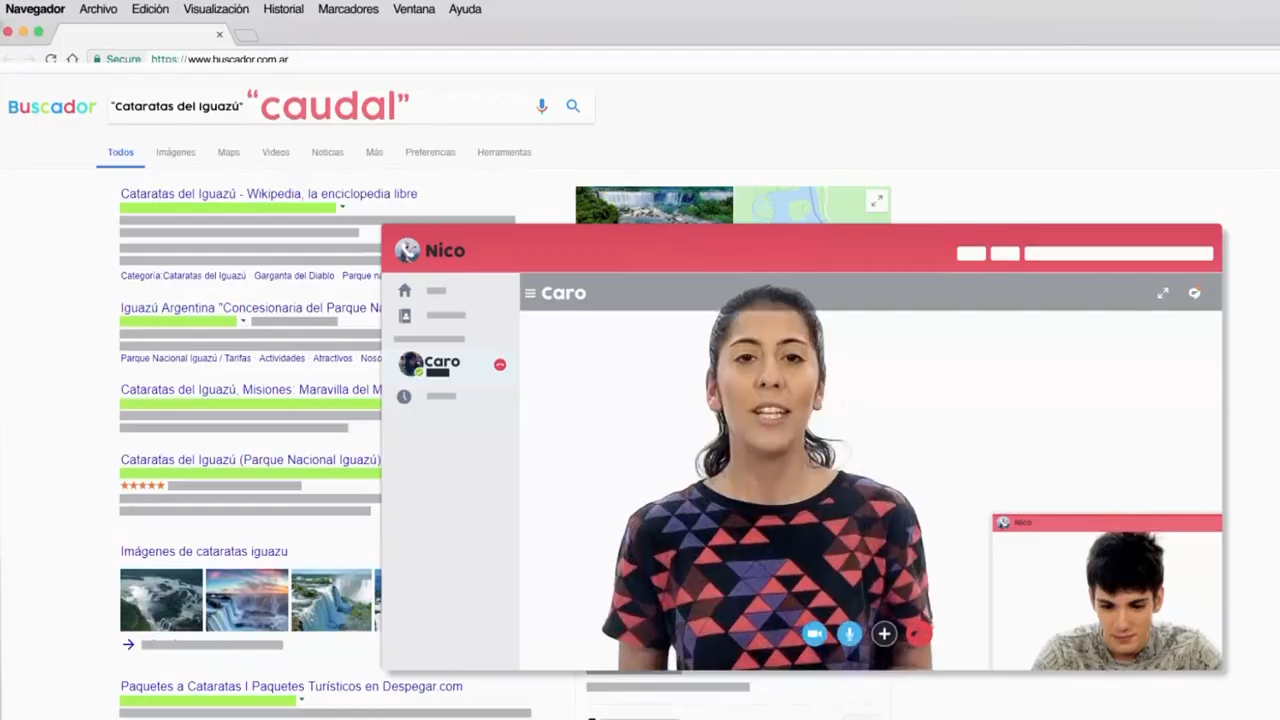 Navegador Archivo Edición Visualización Historial Marcadores Ventana Ayuda
Secure https://www.buscador.com.ar
Buscador "Cataratas del Iguazú" “caudal”
Todos Imágenes Maps Videos Noticias Más Preferencias Herramientas
Cataratas del Iguazú - Wikipedia, la enciclopedia libre
Categoría:Cataratas del Iguazú Garganta del Diablo Parque na
Iguazú Argentina "Concesionaria del Parque Na
Parque Nacional Iguazú / Tarifas Actividades Atractivos Noso
Cataratas del Iguazú, Misiones: Maravilla del M
Cataratas del Iguazú (Parque Nacional Iguazú)
Imágenes de cataratas iguazu
Paquetes a Cataratas I Paquetes Turísticos en Despegar.com
Nico
Caro
Caro
Nico